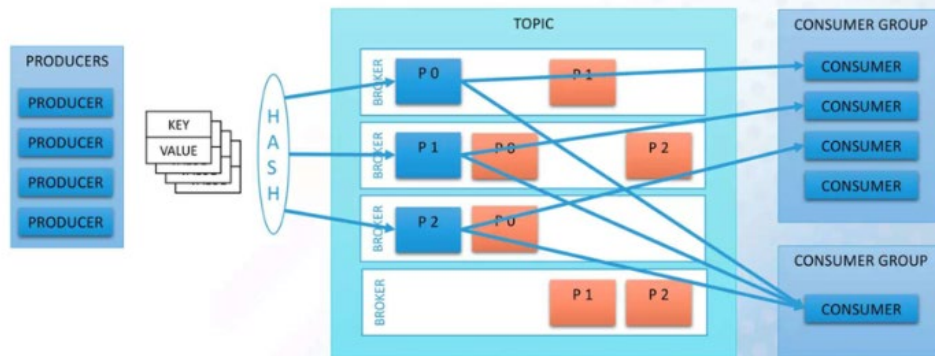 TOPIC
CONSUMER GROUP
PRODUCERS
PRODUCER
PRODUCER
PRODUCER
PRODUCER
KEY
VALUE
HASH
BROKER
P 0
P 1
BROKER
P 1
P 0
P 2
BROKER
P 2
P 0
BROKER
P 1
P 2
CONSUMER
CONSUMER
CONSUMER
CONSUMER
CONSUMER GROUP
CONSUMER